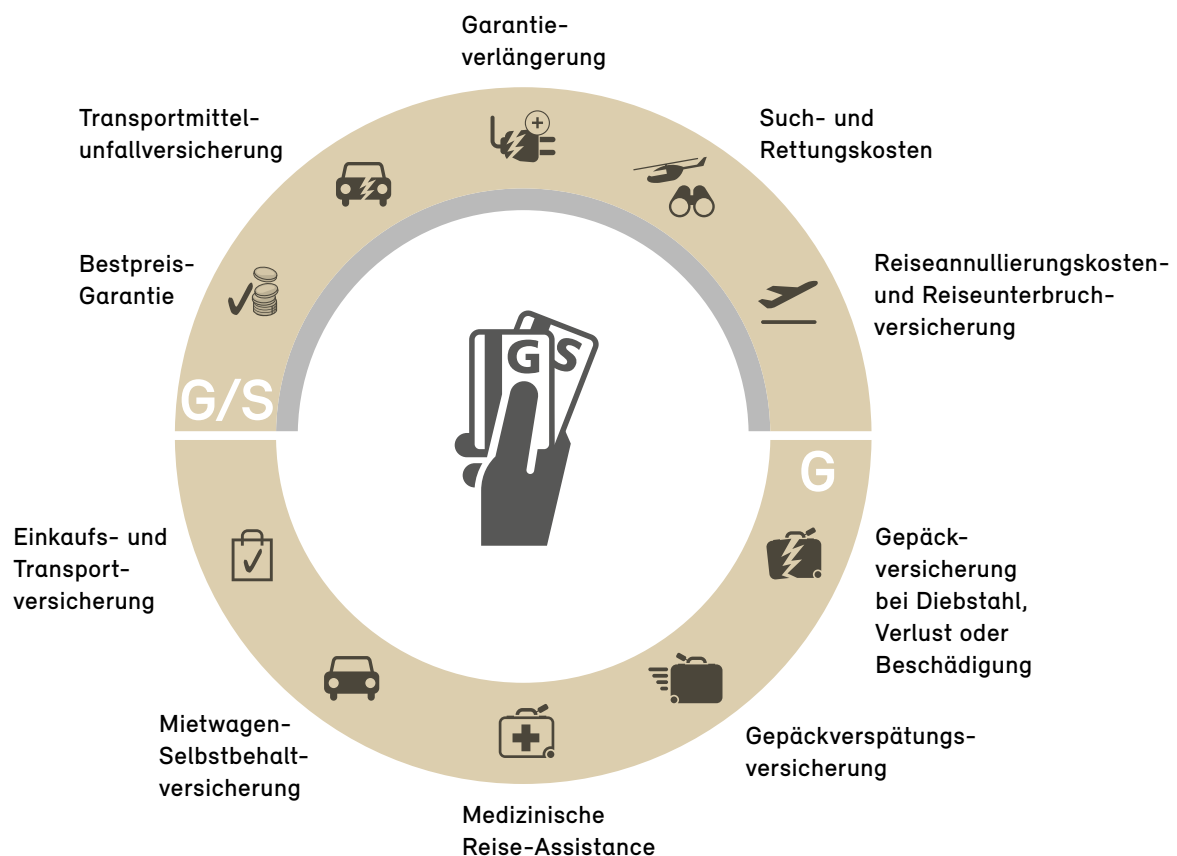 Garantie-
verlängerung
Transportmittel-
unfallversicherung
Such- und
Rettungskosten
Bestpreis-
Garantie
Reiseannullierungskosten-
und Reiseunterbruch-
versicherung
G S
G/S
G
Einkaufs- und
Transport-
versicherung
Gepäck-
versicherung
bei Diebstahl,
Verlust oder
Beschädigung
Mietwagen-
Selbstbehalt-
versicherung
Gepäckverspätungs-
versicherung
Medizinische
Reise-Assistance